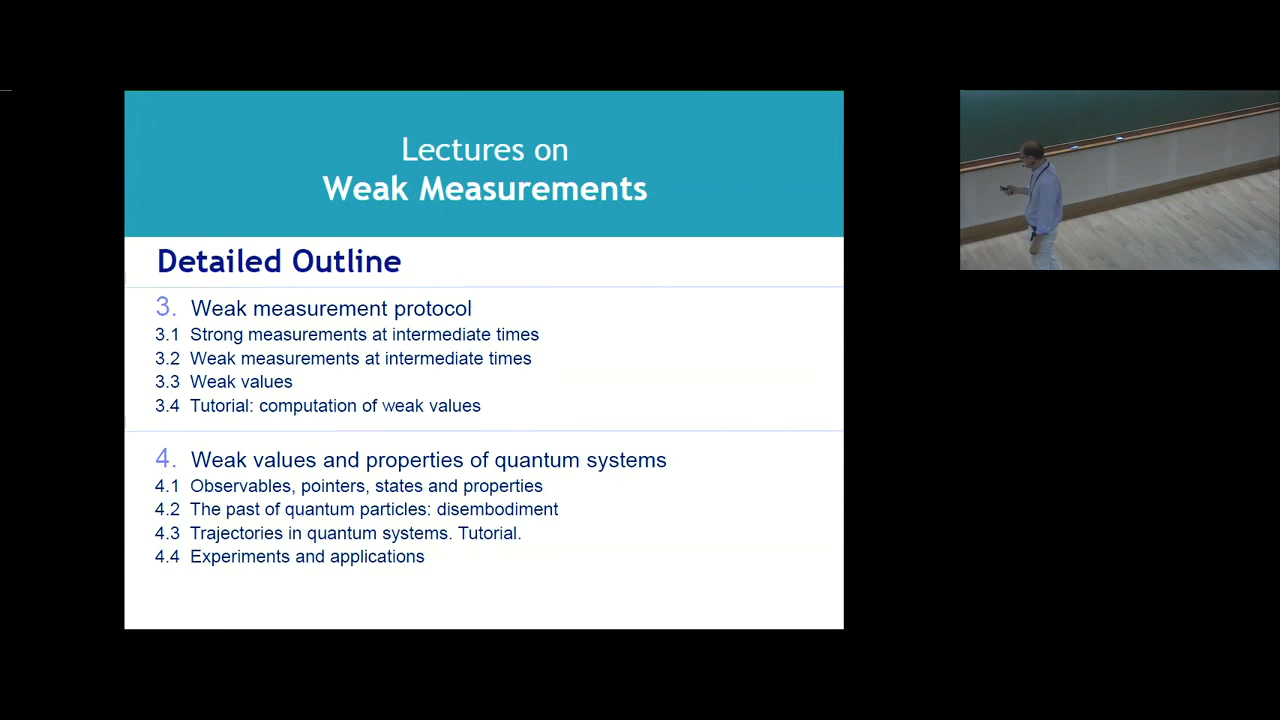 Lectures on
Weak Measurements
Detailed Outline
3. Weak measurement protocol
3.1 Strong measurements at intermediate times
3.2 Weak measurements at intermediate times
3.3 Weak values
3.4 Tutorial: computation of weak values
4. Weak values and properties of quantum systems
4.1 Observables, pointers, states and properties
4.2 The past of quantum particles: disembodiment
4.3 Trajectories in quantum systems. Tutorial.
4.4 Experiments and applications